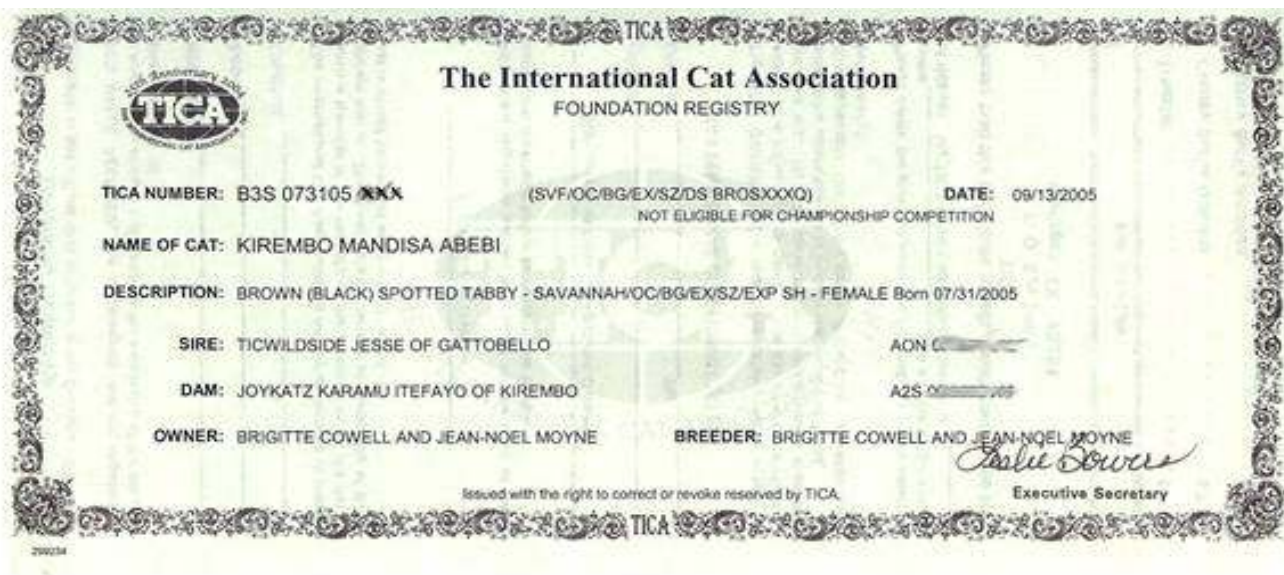 TICA
The International Cat Association
FOUNDATION REGISTRY
TICA
TICA NUMBER: B3S 073105 (SVF/OC/BG/EX/SZ/DS BROSXXXQ) DATE: 09/13/2005
NOT ELIGIBLE FOR CHAMPIONSHIP COMPETITION
NAME OF CAT: KIREMBO MANDISA ABEBI
DESCRIPTION: BROWN (BLACK) SPOTTED TABBY - SAVANNAH/OC/BG/EX/SZ/EXP SH - FEMALE Born 07/31/2005
SIRE: TICWILDSIDE JESSE OF GATTOBELLO AON
DAM: JOYKATZ KARAMU ITEFAYO OF KIREMBO A2S
OWNER: BRIGITTE COWELL AND JEAN-NOEL MOYNE BREEDER: BRIGITTE COWELL AND JEAN-NOEL MOYNE
Leslie Bowers
Issued with the right to correct or revoke reserved by TICA. Executive Secretary
TICA